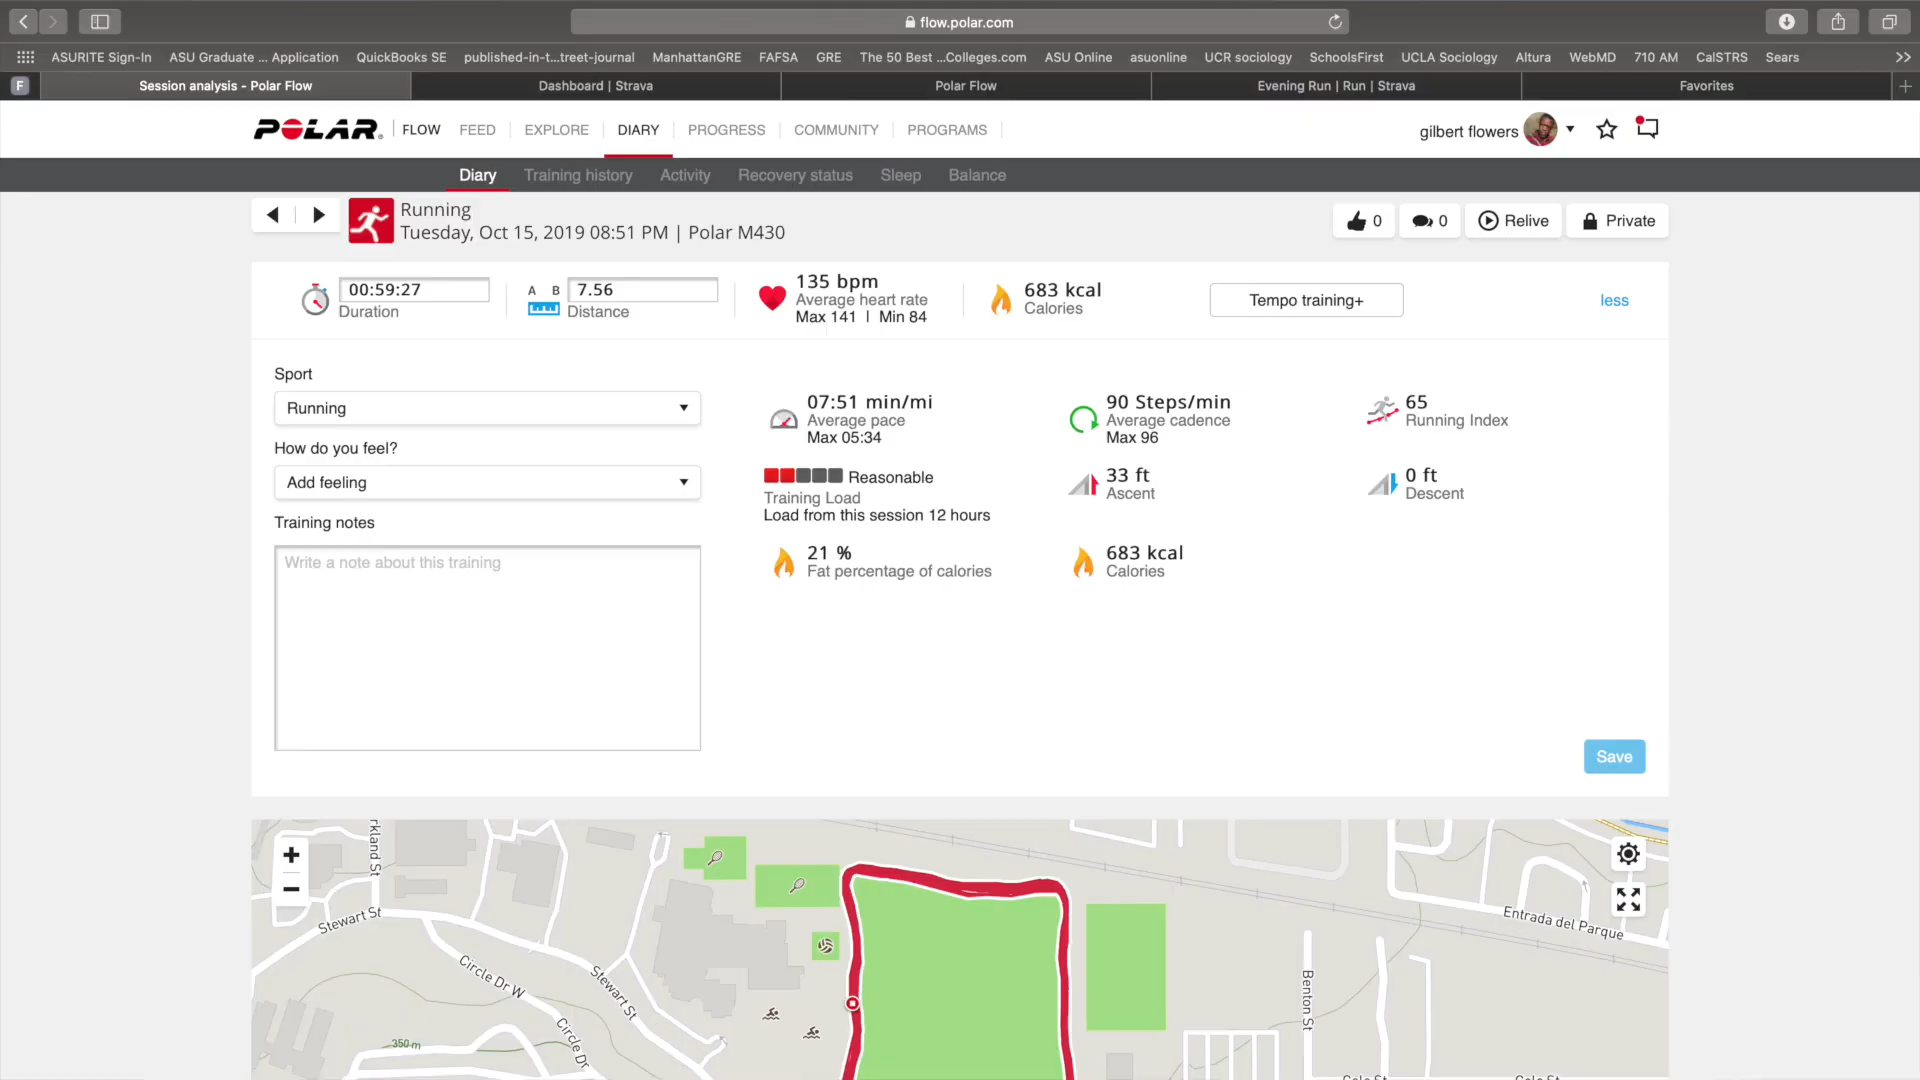 flow.polar.com
ASURITE Sign-In ASU Graduate ... Application QuickBooks SE published-in-t...treet-journal ManhattanGRE FAFSA GRE The 50 Best ...Colleges.com ASU Online asuonline UCR sociology SchoolsFirst UCLA Sociology Altura WebMD 710 AM CalSTRS Sears
F Session analysis - Polar Flow Dashboard | Strava Polar Flow Evening Run | Run | Strava Favorites
POLAR FLOW FEED EXPLORE DIARY PROGRESS COMMUNITY PROGRAMS gilbert flowers
Diary Training history Activity Recovery status Sleep Balance
Running
Tuesday, Oct 15, 2019 08:51 PM | Polar M430
0 0 Relive Private
00:59:27
Duration
A B 7.56
Distance
135 bpm
Average heart rate
Max 141 | Min 84
683 kcal
Calories
Tempo training+
less
Sport
Running
How do you feel?
Add feeling
Training notes
Write a note about this training
07:51 min/mi
Average pace
Max 05:34
90 Steps/min
Average cadence
Max 96
65
Running Index
Reasonable
Training Load
Load from this session 12 hours
33 ft
Ascent
0 ft
Descent
21 %
Fat percentage of calories
683 kcal
Calories
Save
+
−
rkland St
Stewart St
Circle Dr W
Stewart St
Circle Dr
350 m
Entrada del Parque
Benton St